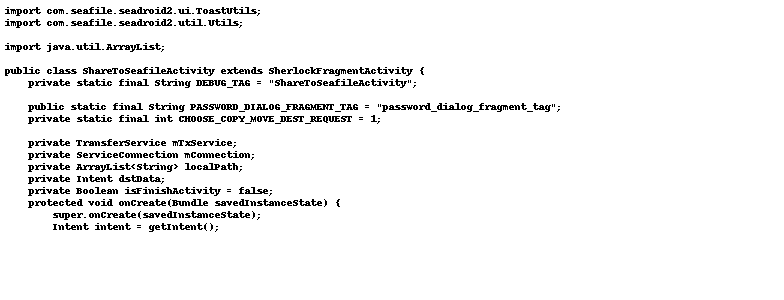 import com.seafile.seadroid2.ui.ToastUtils;
import com.seafile.seadroid2.util.Utils;

import java.util.ArrayList;

public class ShareToSeafileActivity extends SherlockFragmentActivity {
    private static final String DEBUG_TAG = "ShareToSeafileActivity";

    public static final String PASSWORD_DIALOG_FRAGMENT_TAG = "password_dialog_fragment_tag";
    private static final int CHOOSE_COPY_MOVE_DEST_REQUEST = 1;

    private TransferService mTxService;
    private ServiceConnection mConnection;
    private ArrayList<String> localPath;
    private Intent dstData;
    private Boolean isFinishActivity = false;
    protected void onCreate(Bundle savedInstanceState) {
        super.onCreate(savedInstanceState);
        Intent intent = getIntent();